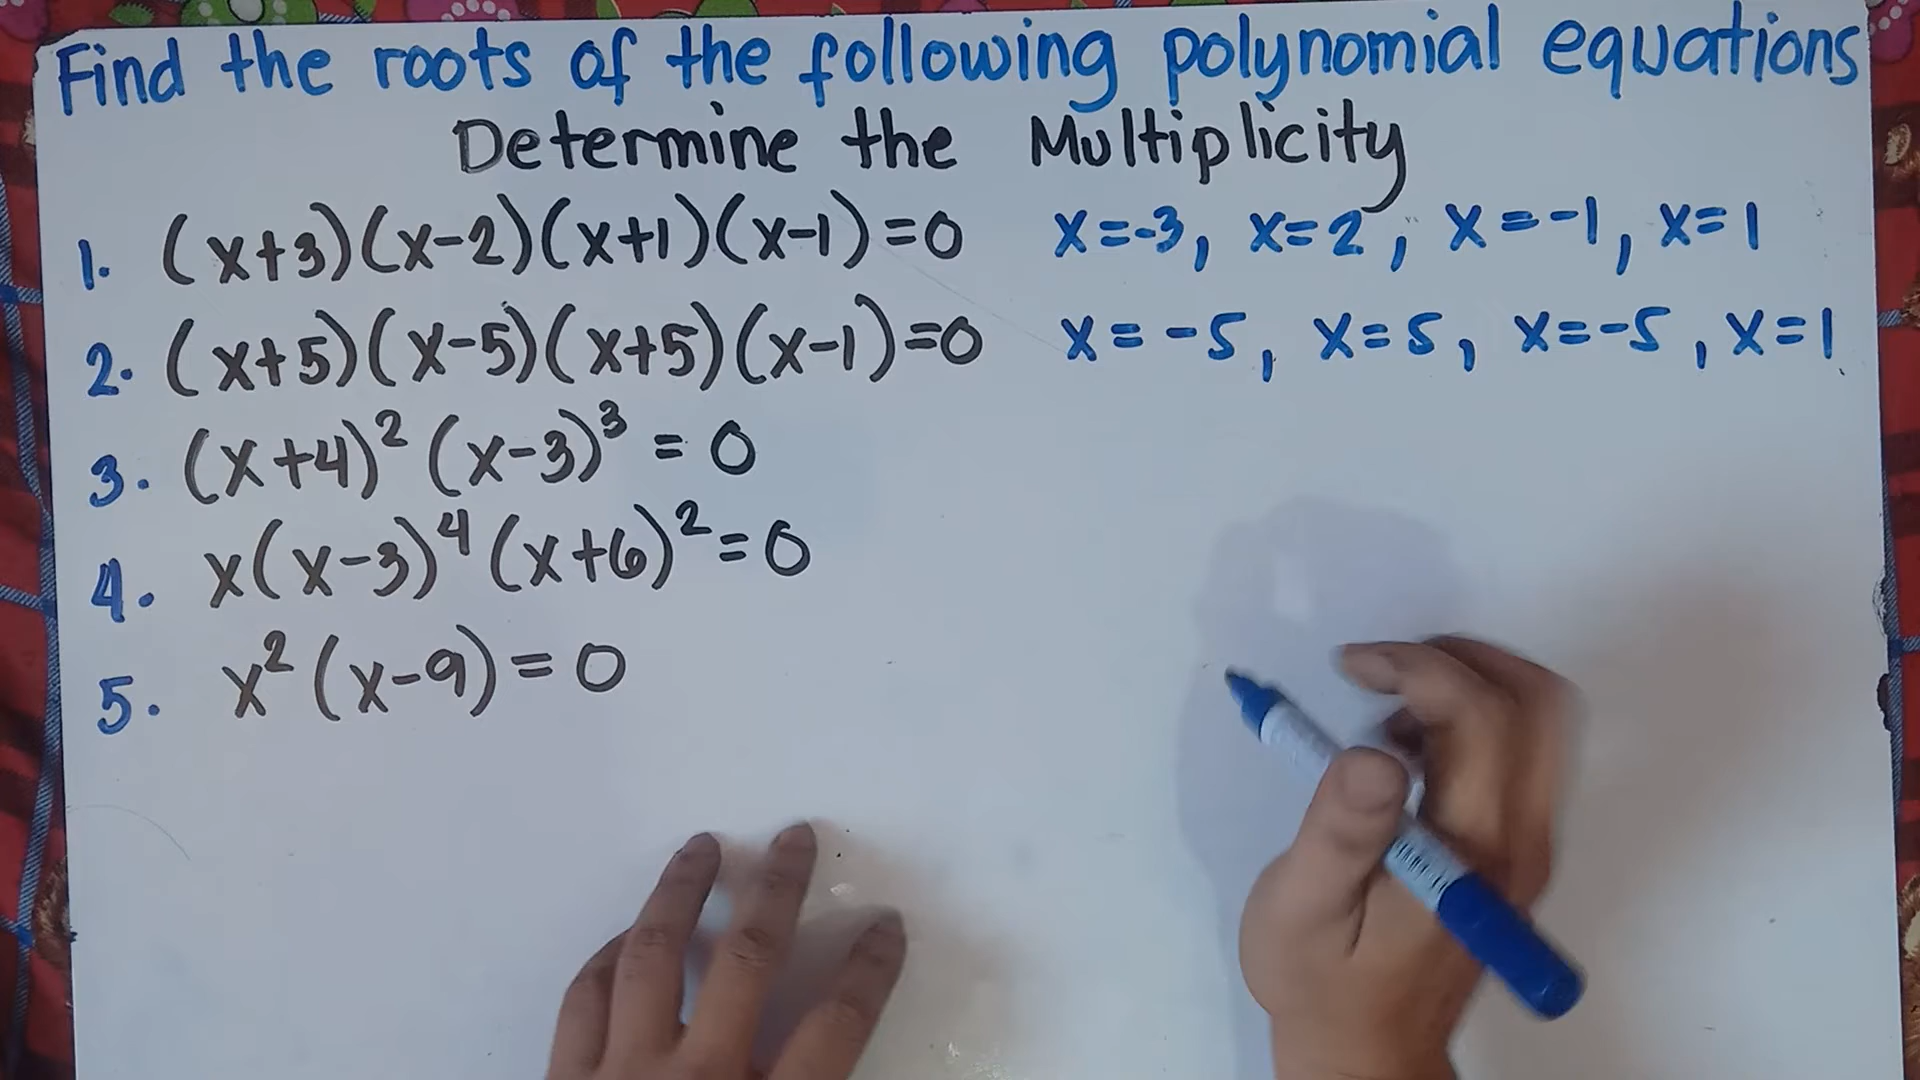 Find the roots of the following polynomial equations
Determine the Multiplicity
1. (x+3)(x-2)(x+1)(x-1)=0 x=-3, x=2, x=-1, x=1
2. (x+5)(x-5)(x+5)(x-1)=0 x=-5, x=5, x=-5, x=1
3. (x+4)² (x-3)³ = 0
4. x(x-3)⁴ (x+6)² = 0
5. x² (x-9) = 0